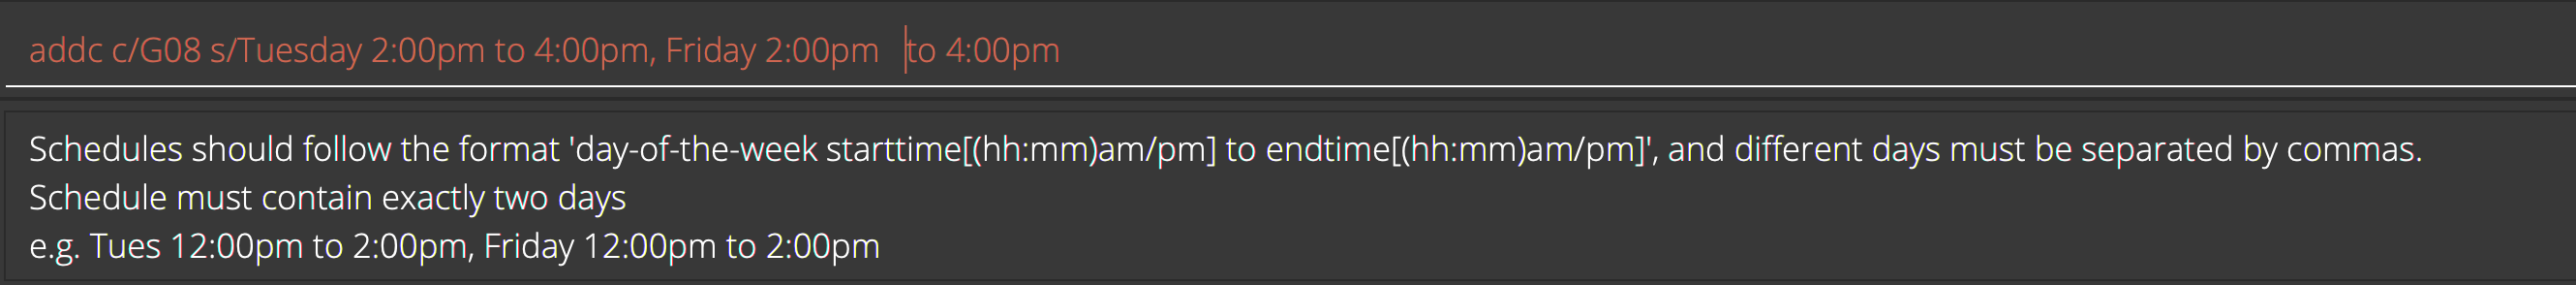 addc c/G08 s/Tuesday 2:00pm to 4:00pm, Friday 2:00pm   to 4:00pm
Schedules should follow the format 'day-of-the-week starttime[(hh:mm)am/pm] to endtime[(hh:mm)am/pm]', and different days must be separated by commas.
Schedule must contain exactly two days
e.g. Tues 12:00pm to 2:00pm, Friday 12:00pm to 2:00pm